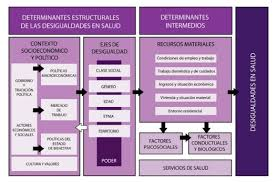 DETERMINANTES ESTRUCTURALES
DE LAS DESIGUALDADES EN SALUD
DETERMINANTES
INTERMEDIOS
CONTEXTO
SOCIOECONÓMICO
Y POLÍTICO
GOBIERNO
Y
TRADICIÓN
POLÍTICA
ACTORES
ECONÓMICOS
Y SOCIALES
POLÍTICAS
MACROECONÓMICAS
MERCADO
DE
TRABAJO
POLÍTICAS DEL
ESTADO
DE BIENESTAR
CULTURA Y VALORES
EJES DE
DESIGUALDAD
CLASE SOCIAL
GÉNERO
EDAD
ETNIA
TERRITORIO
PODER
RECURSOS MATERIALES
Condiciones de empleo y trabajo
Trabajo doméstico y de cuidados
Ingresos y situación económica
Vivienda y situación material
Entorno residencial
FACTORES
PSICOSOCIALES
FACTORES
CONDUCTUALES
Y BIOLÓGICOS
SERVICIOS DE SALUD
DESIGUALDADES EN SALUD